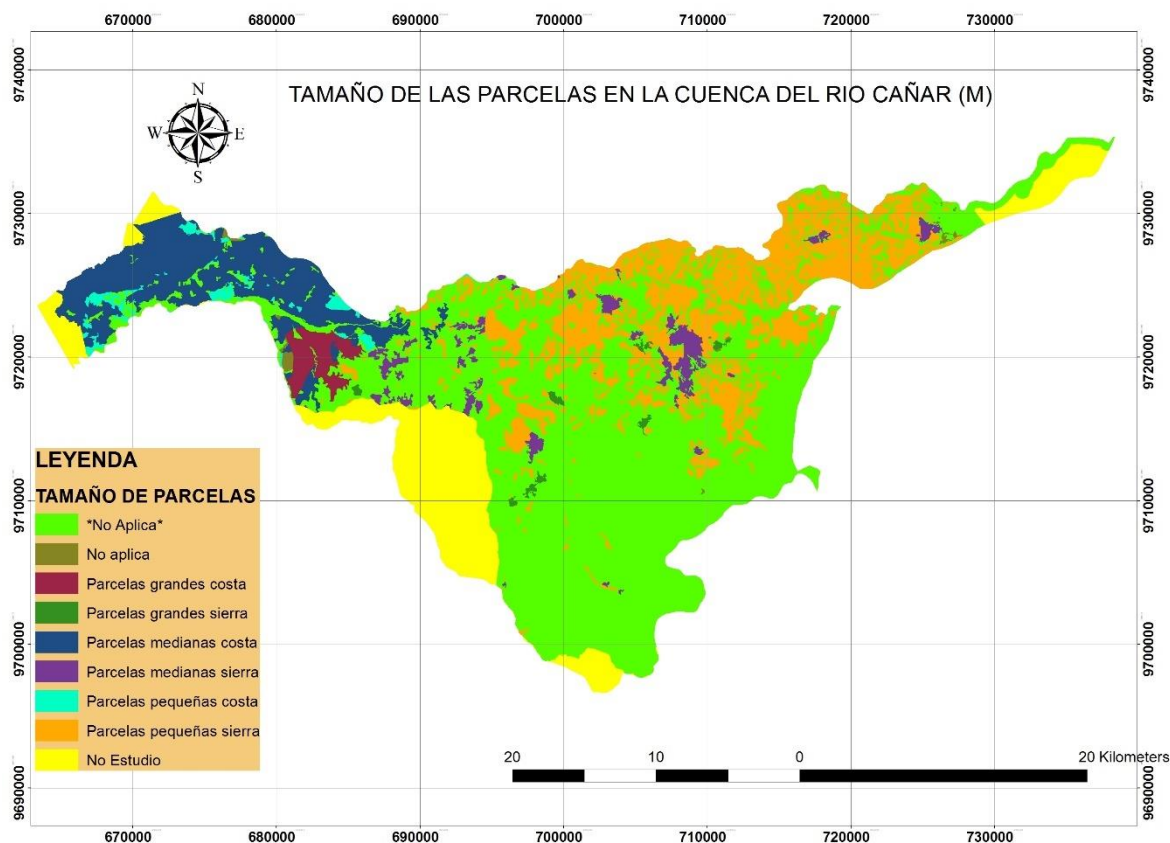 670000 680000 690000 700000 710000 720000 730000
TAMAÑO DE LAS PARCELAS EN LA CUENCA DEL RIO CAÑAR (M)
N
W E
S
9740000 9740000
9730000 9730000
9720000 9720000
9710000 9710000
9700000 9700000
9690000 9690000
LEYENDA
TAMAÑO DE PARCELAS
*No Aplica*
No aplica
Parcelas grandes costa
Parcelas grandes sierra
Parcelas medianas costa
Parcelas medianas sierra
Parcelas pequeñas costa
Parcelas pequeñas sierra
No Estudio
20 10 0 20 Kilometers
670000 680000 690000 700000 710000 720000 730000